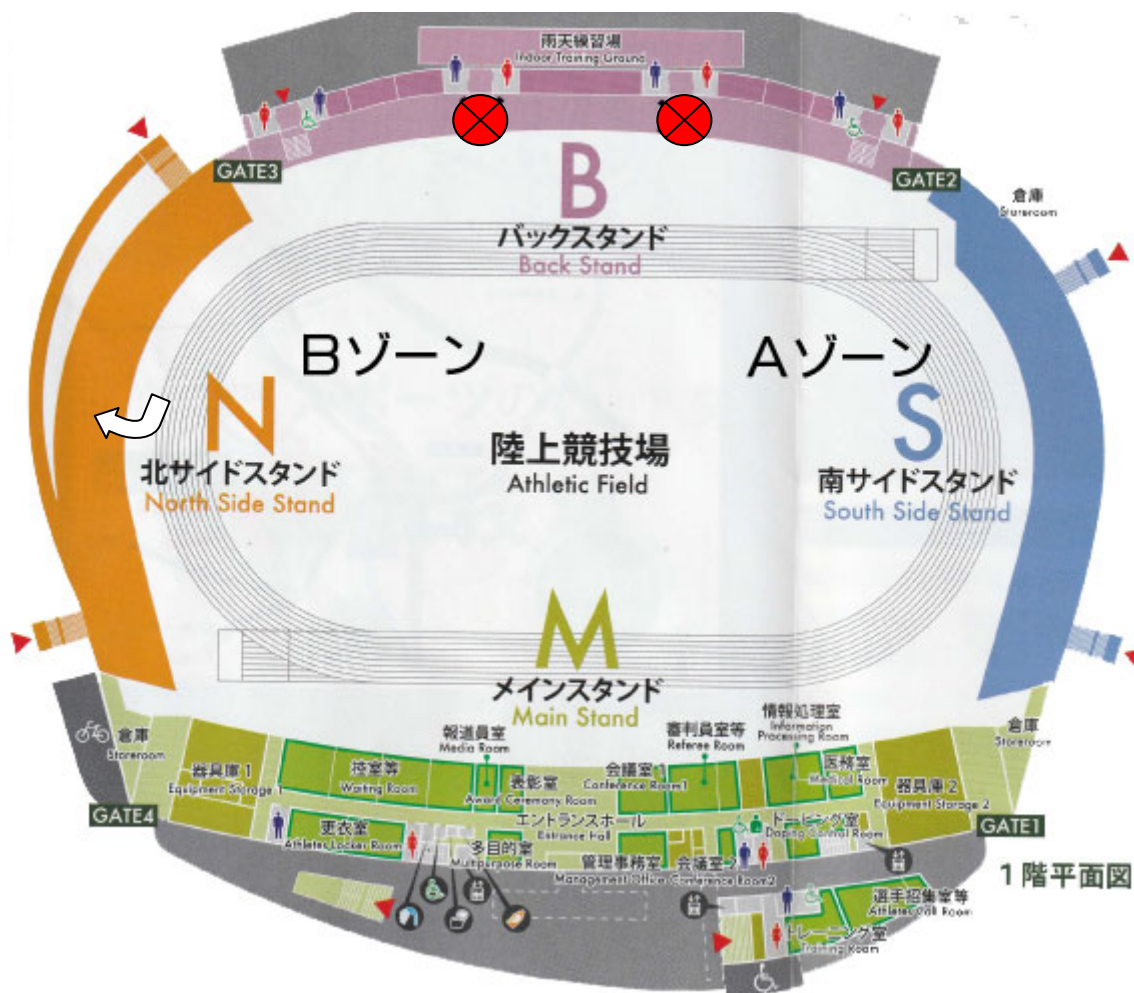 雨天練習場
Indoor Training Ground
GATE3
GATE2
B
バックスタンド
Back Stand
倉庫
Storeroom
Bゾーン
Aゾーン
N
北サイドスタンド
North Side Stand
陸上競技場
Athletic Field
S
南サイドスタンド
South Side Stand
M
メインスタンド
Main Stand
倉庫
Storeroom
器具庫1
Equipment Storage 1
控室等
Waiting Room
報道員室
Media Room
表彰室
Award Ceremony Room
会議室1
Conference Room1
審判員室等
Referee Room
情報処理室
Information
Processing Room
医務室
Medical Room
器具庫2
Equipment Storage 2
倉庫
Storeroom
GATE4
更衣室
Athletes Locker Room
多目的室
Multipurpose Room
エントランスホール
Entrance Hall
管理事務室
Management Office
会議室2
Conference Room2
ドーピング室
Doping Control Room
GATE1
1階平面図
選手招集室等
Athletes Call Room
トレーニング室
Training Room